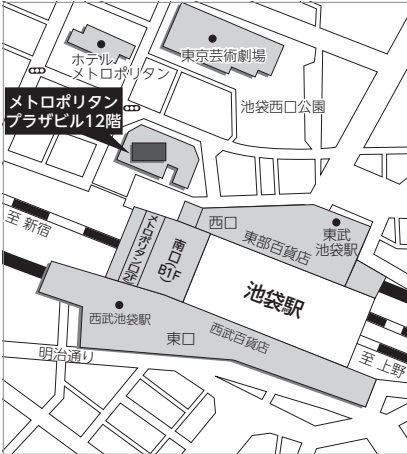 ホテル
メトロポリタン
東京芸術劇場
メトロポリタン
プラザビル12階
池袋西口公園
至 新宿
メトロポリタン口(2F)
南口(B1F)
西口
東部百貨店
東武
池袋駅
池袋駅
西武池袋駅
東口
西武百貨店
明治通り
至 上野